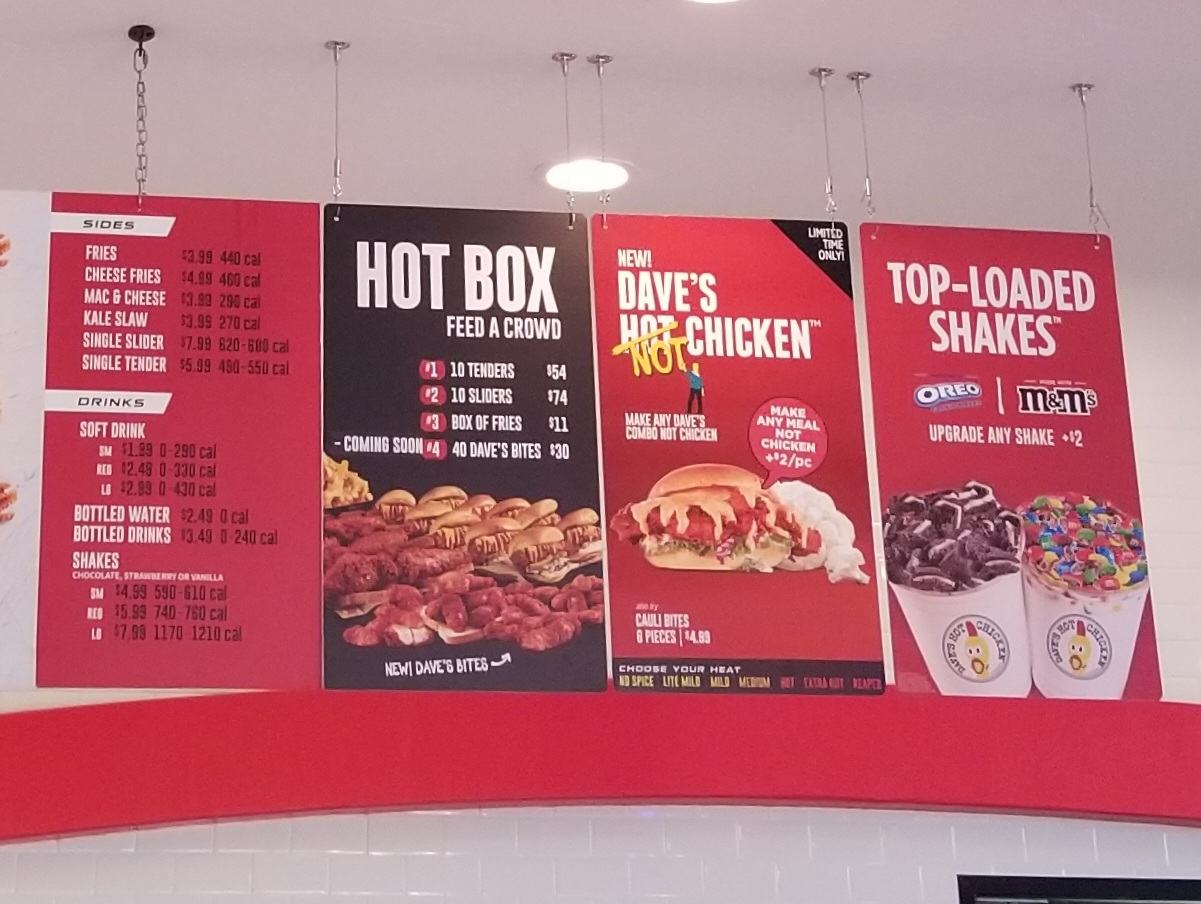 SIDES
FRIES $3.99 440 cal
CHEESE FRIES $4.99 460 cal
MAC & CHEESE $3.99 290 cal
KALE SLAW $3.99 270 cal
SINGLE SLIDER $7.99 620-680 cal
SINGLE TENDER $5.99 490-550 cal
DRINKS
SOFT DRINK
SM $1.99 0-290 cal
REG $2.49 0-330 cal
LG $2.99 0-430 cal
BOTTLED WATER $2.49 0 cal
BOTTLED DRINKS $3.49 0-240 cal
SHAKES
CHOCOLATE, STRAWBERRY OR VANILLA
SM $4.99 590-610 cal
REG $5.99 740-760 cal
LG $7.99 1170-1210 cal
HOT BOX
FEED A CROWD
#1 10 TENDERS $54
#2 10 SLIDERS $74
#3 BOX OF FRIES $11
- COMING SOON #4 40 DAVE'S BITES $30
NEW! DAVE'S BITES
LIMITED
TIME
ONLY!
NEW!
DAVE'S
HOT CHICKEN™
NOT
MAKE ANY DAVE'S
COMBO NOT CHICKEN
MAKE
ANY MEAL
NOT
CHICKEN
+$2/pc
also try
CAULI BITES
6 PIECES | $4.99
CHOOSE YOUR HEAT
NO SPICE LITE MILD MILD MEDIUM HOT EXTRA HOT REAPER
TOP-LOADED
SHAKES™
OREO
MADE WITH
m&m's
UPGRADE ANY SHAKE +$2
DAVE'S HOT CHICKEN
DAVE'S HOT CHICKEN